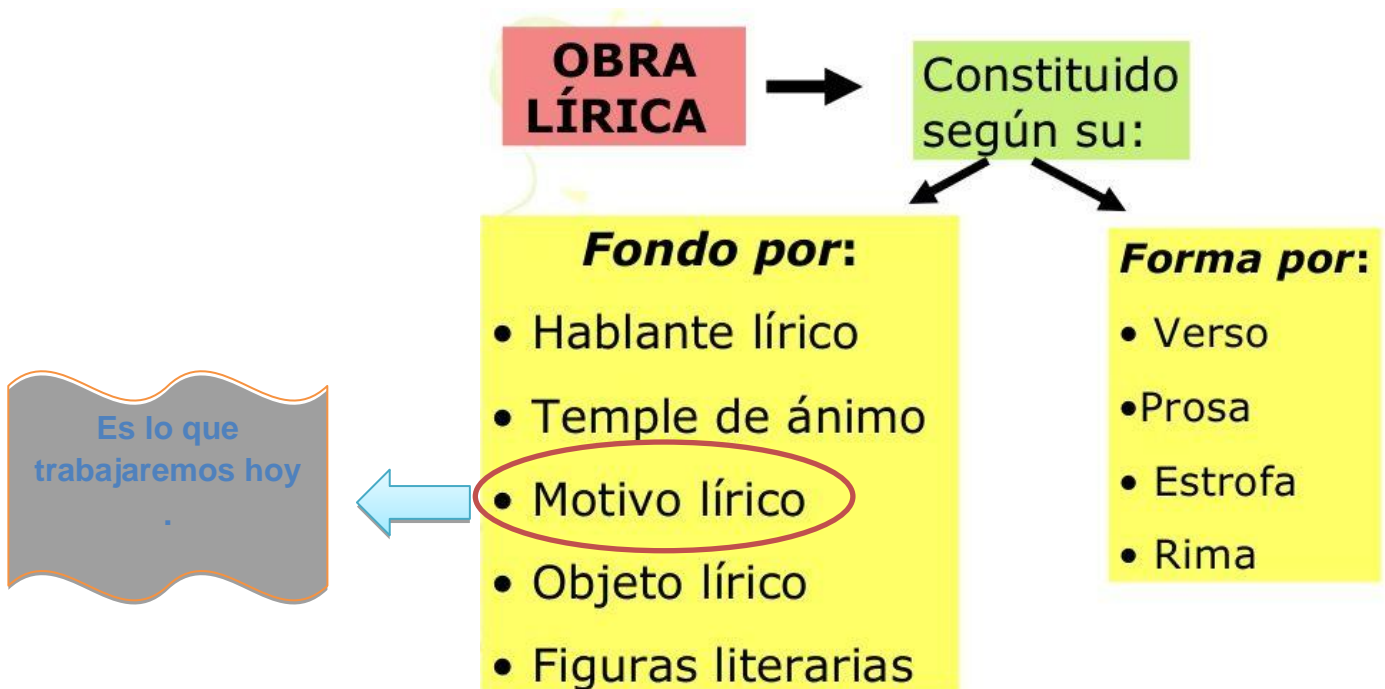 OBRA
LÍRICA
Constituido
según su:
Fondo por:
• Hablante lírico
• Temple de ánimo
• Motivo lírico
• Objeto lírico
• Figuras literarias
Forma por:
• Verso
•Prosa
• Estrofa
• Rima
Es lo que
trabajaremos hoy
.